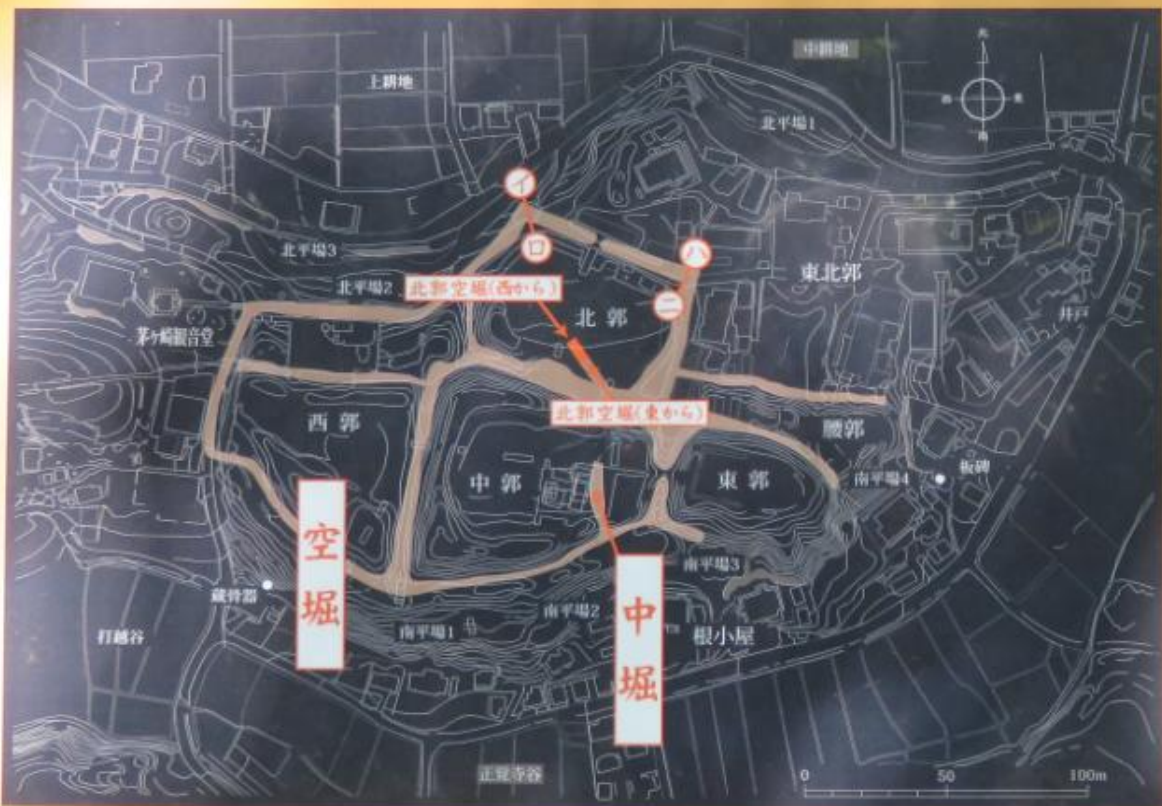 中耕地
上耕地
北
西
東
南
北平場1
イ
ロ
ハ
ニ
北平場3
東北郭
北平場2
北郭空堀(西から)
北郭
井戸
茅ヶ崎観音堂
北郭空堀(東から)
西郭
腰郭
中郭
東郭
南平場4
板碑
空堀
中堀
南平場3
蔵骨器
南平場2
南平場1
打越谷
根小屋
正覚寺谷
0 50 100m